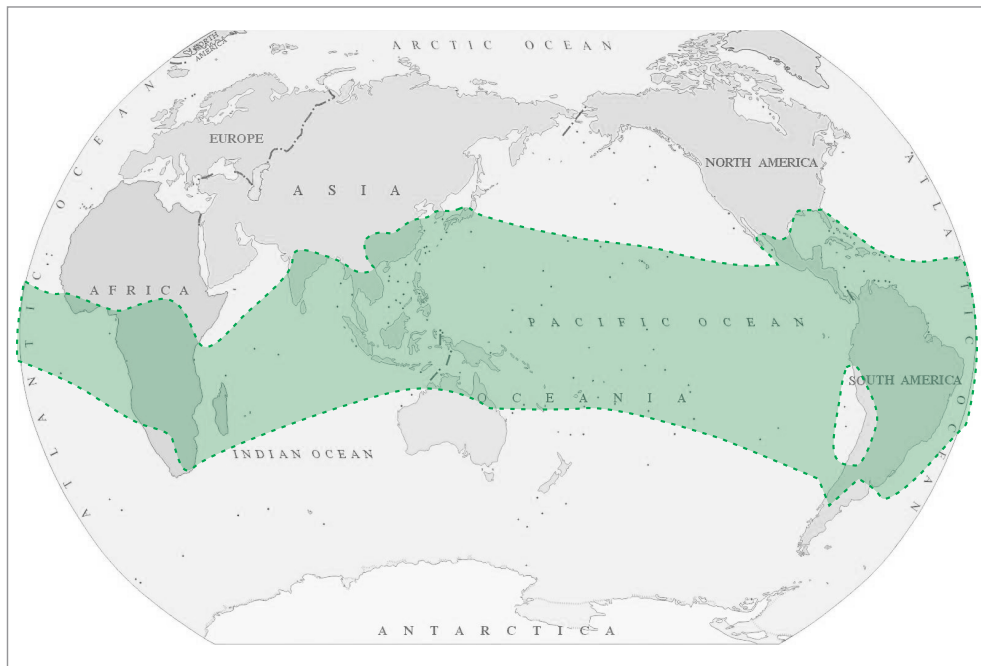 ARCTIC OCEAN
NORTH
AMERICA
EUROPE
ASIA
NORTH AMERICA
ATLANTIC OCEAN
ATLANTIC OCEAN
AFRICA
PACIFIC OCEAN
SOUTH AMERICA
OCEANIA
INDIAN OCEAN
ANTARCTICA